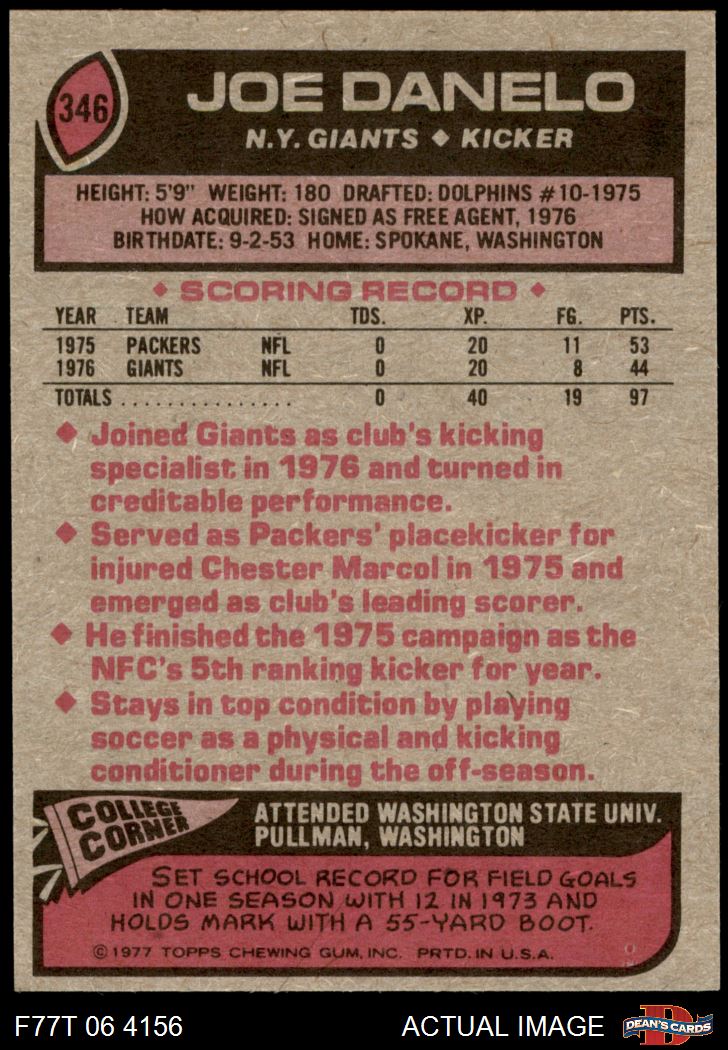 346
JOE DANELO
N.Y. GIANTS ◆ KICKER
HEIGHT: 5'9" WEIGHT: 180 DRAFTED: DOLPHINS #10-1975
HOW ACQUIRED: SIGNED AS FREE AGENT, 1976
BIRTHDATE: 9-2-53 HOME: SPOKANE, WASHINGTON
◆ SCORING RECORD ◆
YEAR TEAM TDS. XP. FG. PTS.
1975 PACKERS NFL 0 20 11 53
1976 GIANTS NFL 0 20 8 44
TOTALS . . . . . . . . . . . . . . . 0 40 19 97
◆ Joined Giants as club's kicking
specialist in 1976 and turned in
creditable performance.
◆ Served as Packers' placekicker for
injured Chester Marcol in 1975 and
emerged as club's leading scorer.
◆ He finished the 1975 campaign as the
NFC's 5th ranking kicker for year.
◆ Stays in top condition by playing
soccer as a physical and kicking
conditioner during the off-season.
COLLEGE
CORNER
ATTENDED WASHINGTON STATE UNIV.
PULLMAN, WASHINGTON
SET SCHOOL RECORD FOR FIELD GOALS
IN ONE SEASON WITH 12 IN 1973 AND
HOLDS MARK WITH A 55-YARD BOOT.
© 1977 TOPPS CHEWING GUM, INC. PRTD. IN U.S.A.
F77T 06 4156 ACTUAL IMAGE
D
DEAN'S CARDS